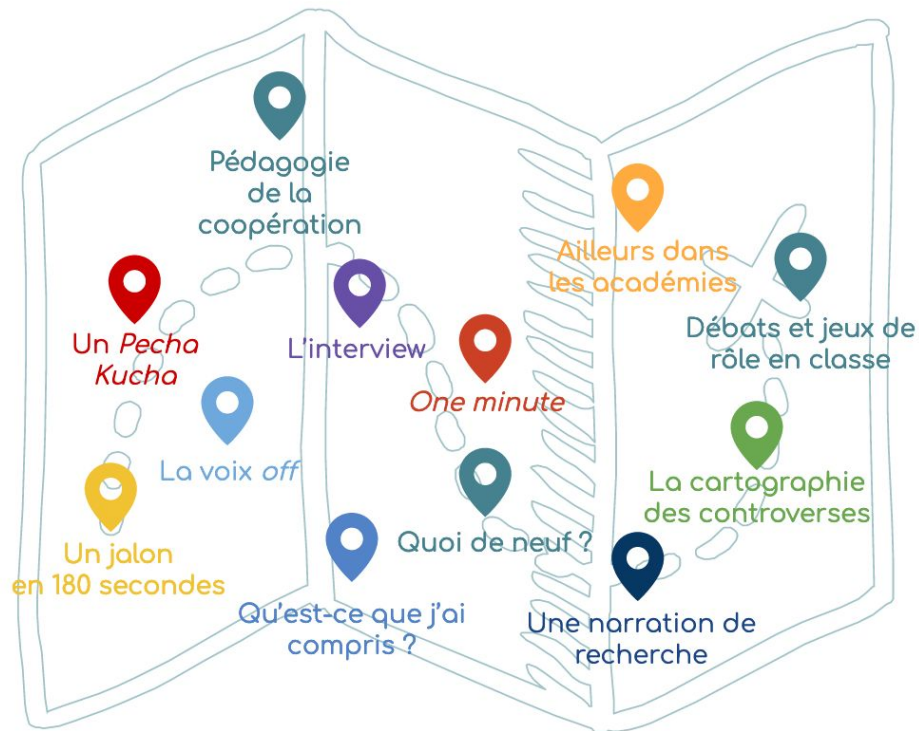 Pédagogie
de la
coopération
Un Pecha
Kucha
La voix off
Un jalon
en 180 secondes
L'interview
One minute
Quoi de neuf ?
Qu'est-ce que j'ai
compris ?
Ailleurs dans
les académies
Débats et jeux de
rôle en classe
La cartographie
des controverses
Une narration de
recherche